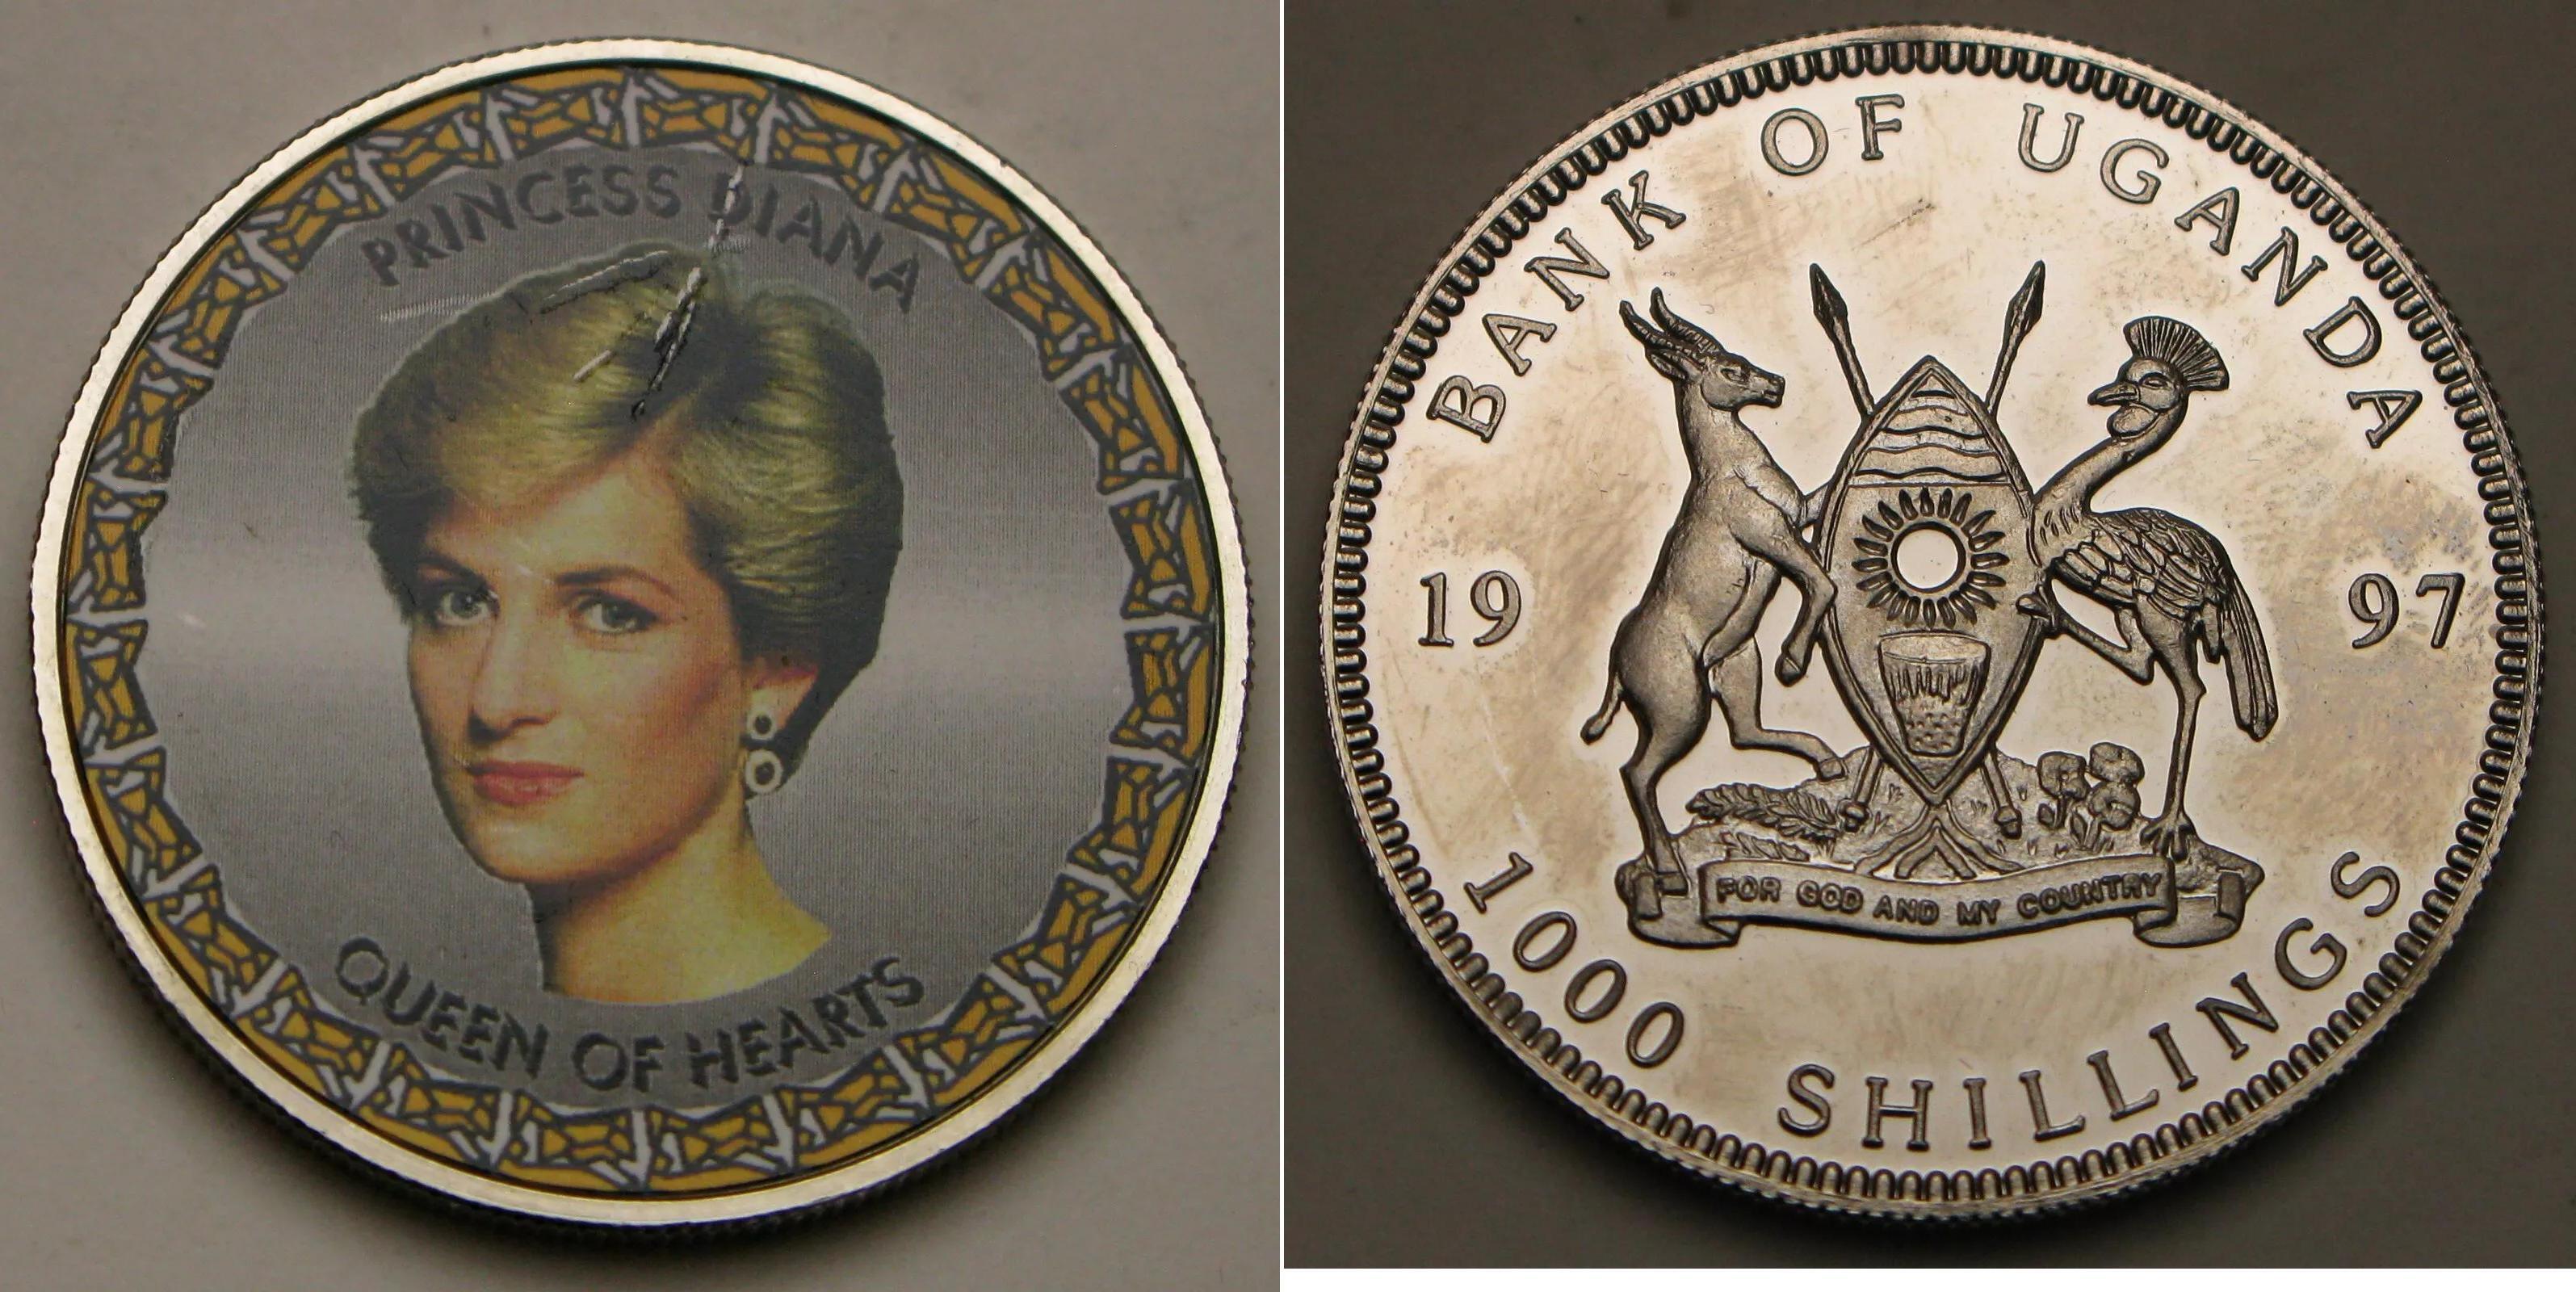 PRINCESS DIANA
QUEEN OF HEARTS
BANK OF UGANDA
19 97
FOR GOD AND MY COUNTRY
1000 SHILLINGS